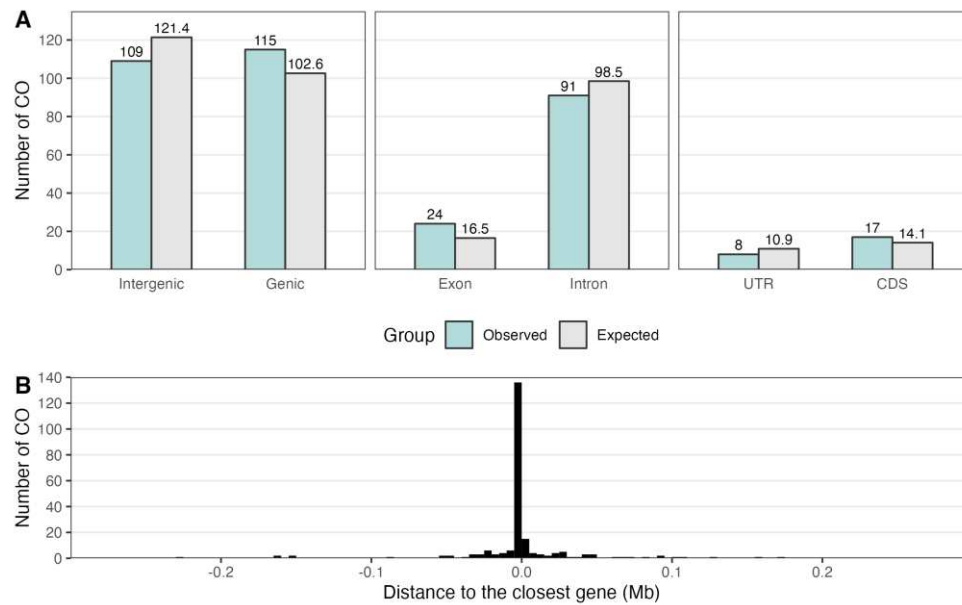 A
Number of CO
120
100
80
60
40
20
0
109
121.4
115
102.6
24
16.5
91
98.5
8
10.9
17
14.1
Intergenic
Genic
Exon
Intron
UTR
CDS
Group Observed Expected
B
Number of CO
140
120
100
80
60
40
20
0
-0.2
-0.1
0.0
0.1
0.2
Distance to the closest gene (Mb)